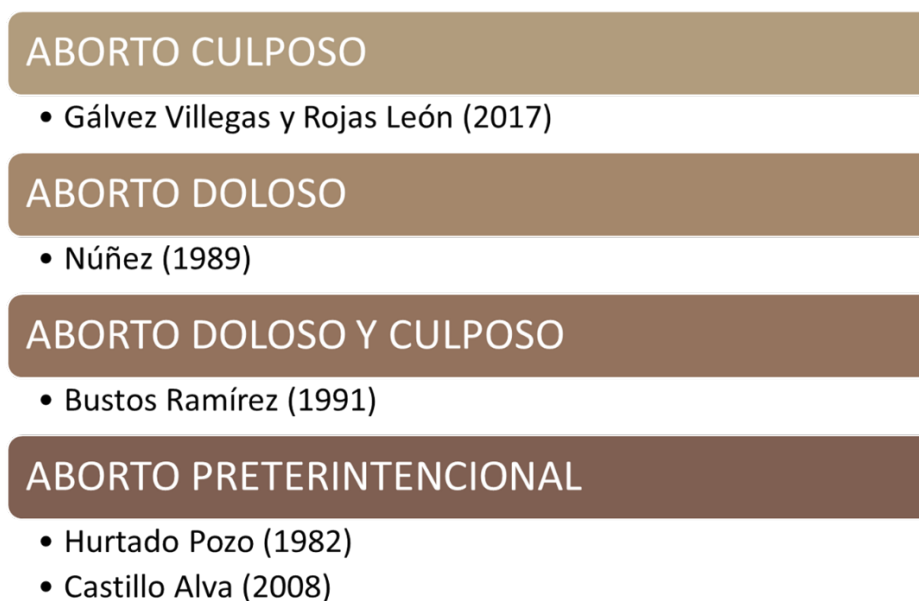 ABORTO CULPOSO
• Gálvez Villegas y Rojas León (2017)
ABORTO DOLOSO
• Núñez (1989)
ABORTO DOLOSO Y CULPOSO
• Bustos Ramírez (1991)
ABORTO PRETERINTENCIONAL
• Hurtado Pozo (1982)
• Castillo Alva (2008)